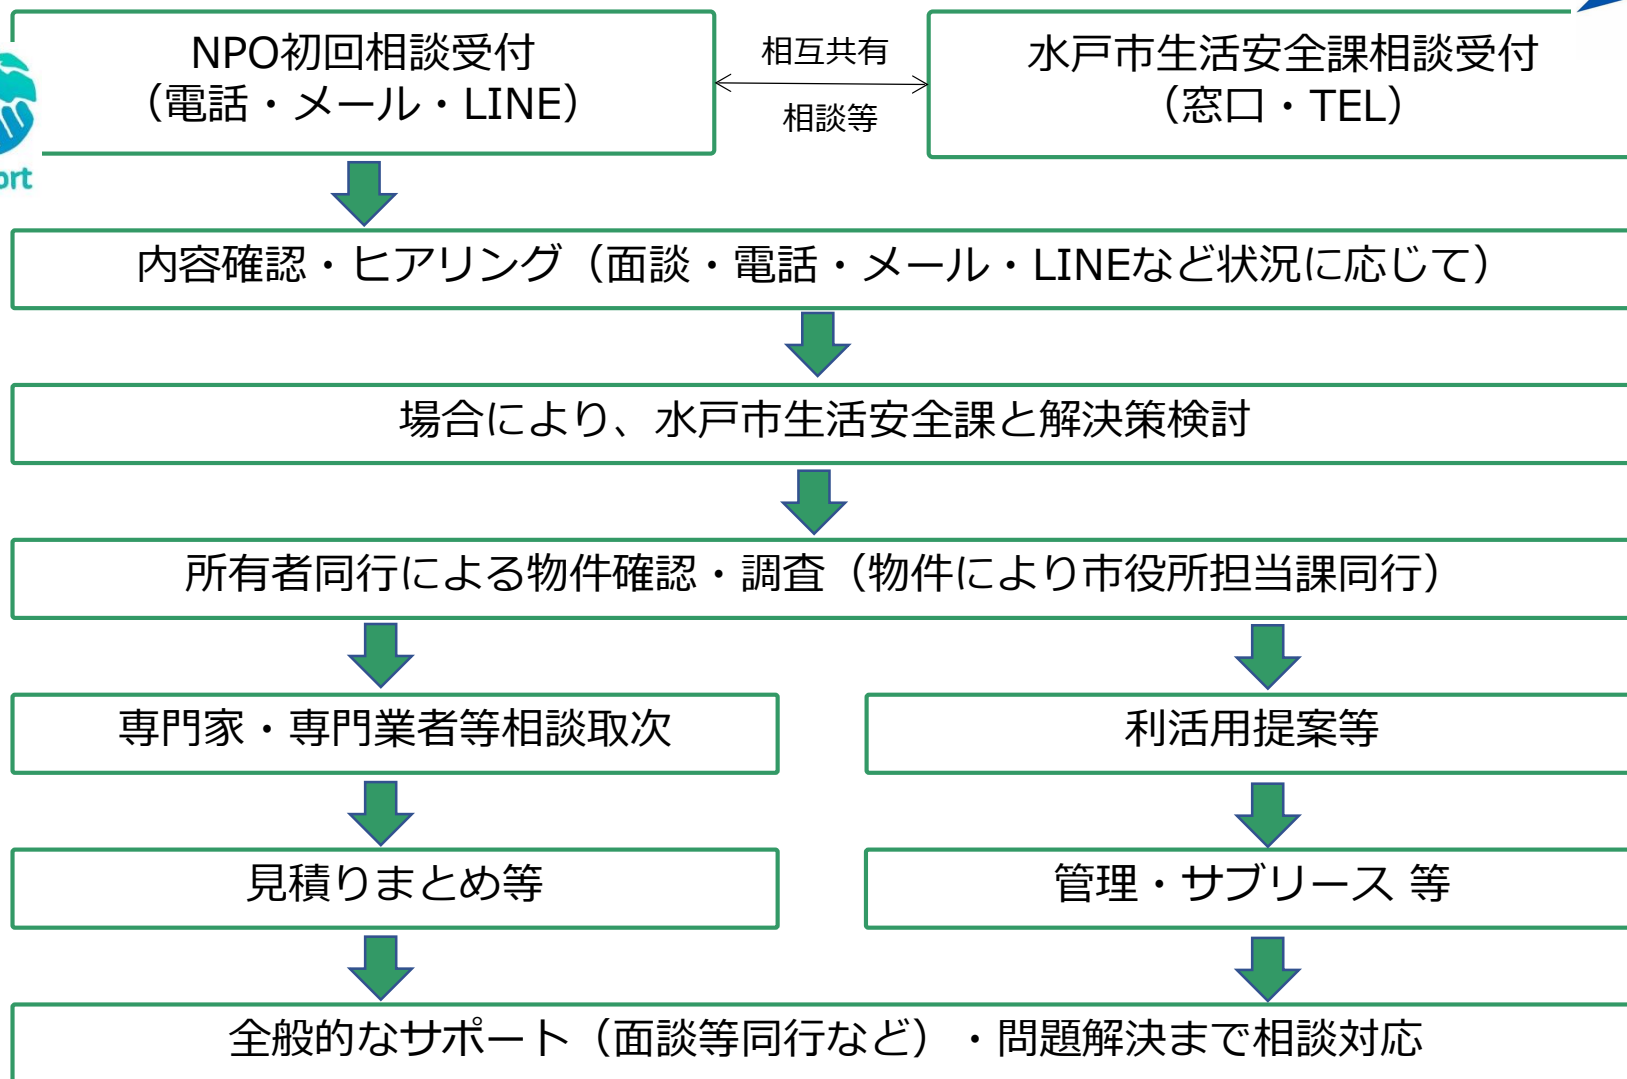 NPO初回相談受付
（電話・メール・LINE）
相互共有
相談等
水戸市生活安全課相談受付
（窓口・TEL）
ort
内容確認・ヒアリング（面談・電話・メール・LINEなど状況に応じて）
場合により、水戸市生活安全課と解決策検討
所有者同行による物件確認・調査（物件により市役所担当課同行）
専門家・専門業者等相談取次
利活用提案等
見積りまとめ等
管理・サブリース 等
全般的なサポート（面談等同行など）・問題解決まで相談対応